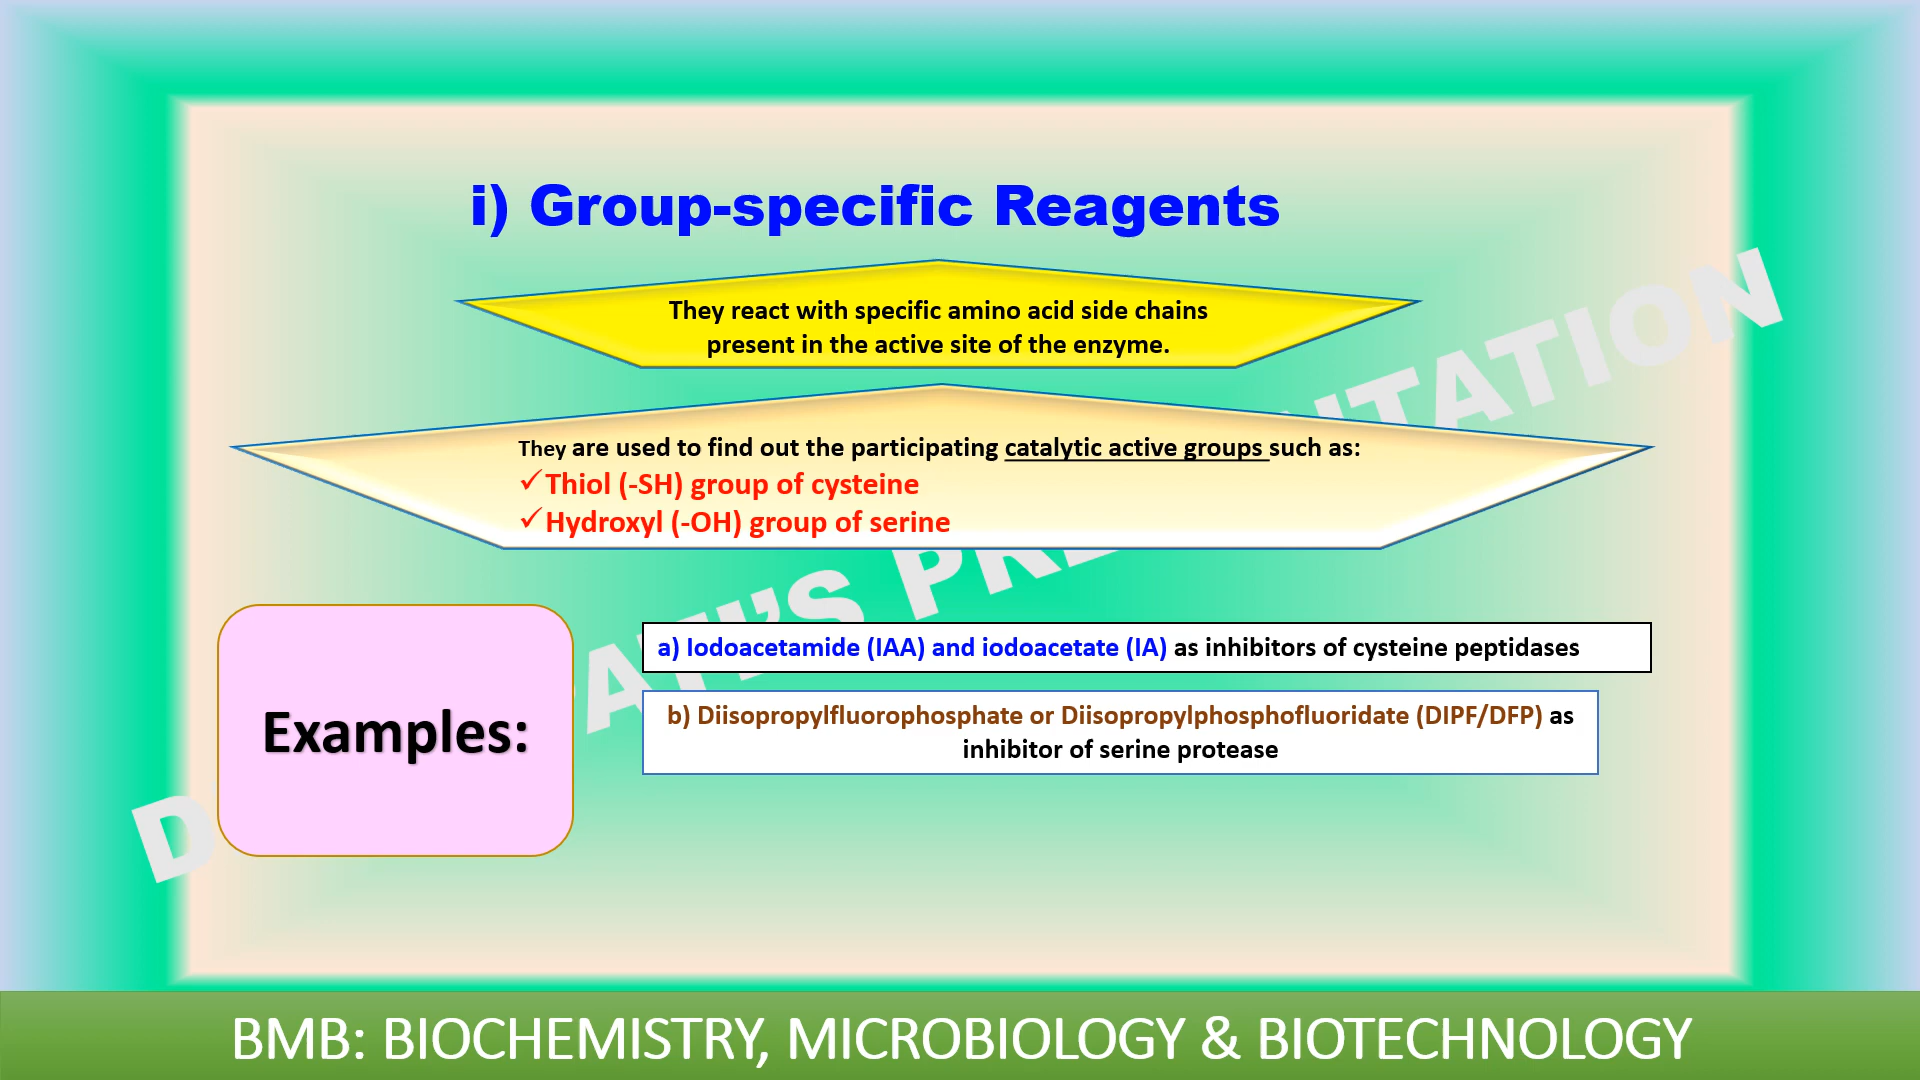 i) Group-specific Reagents
They react with specific amino acid side chains
present in the active site of the enzyme.
They are used to find out the participating catalytic active groups such as:
✓Thiol (-SH) group of cysteine
✓Hydroxyl (-OH) group of serine
Examples:
a) Iodoacetamide (IAA) and iodoacetate (IA) as inhibitors of cysteine peptidases
b) Diisopropylfluorophosphate or Diisopropylphosphofluoridate (DIPF/DFP) as
inhibitor of serine protease
BMB: BIOCHEMISTRY, MICROBIOLOGY & BIOTECHNOLOGY